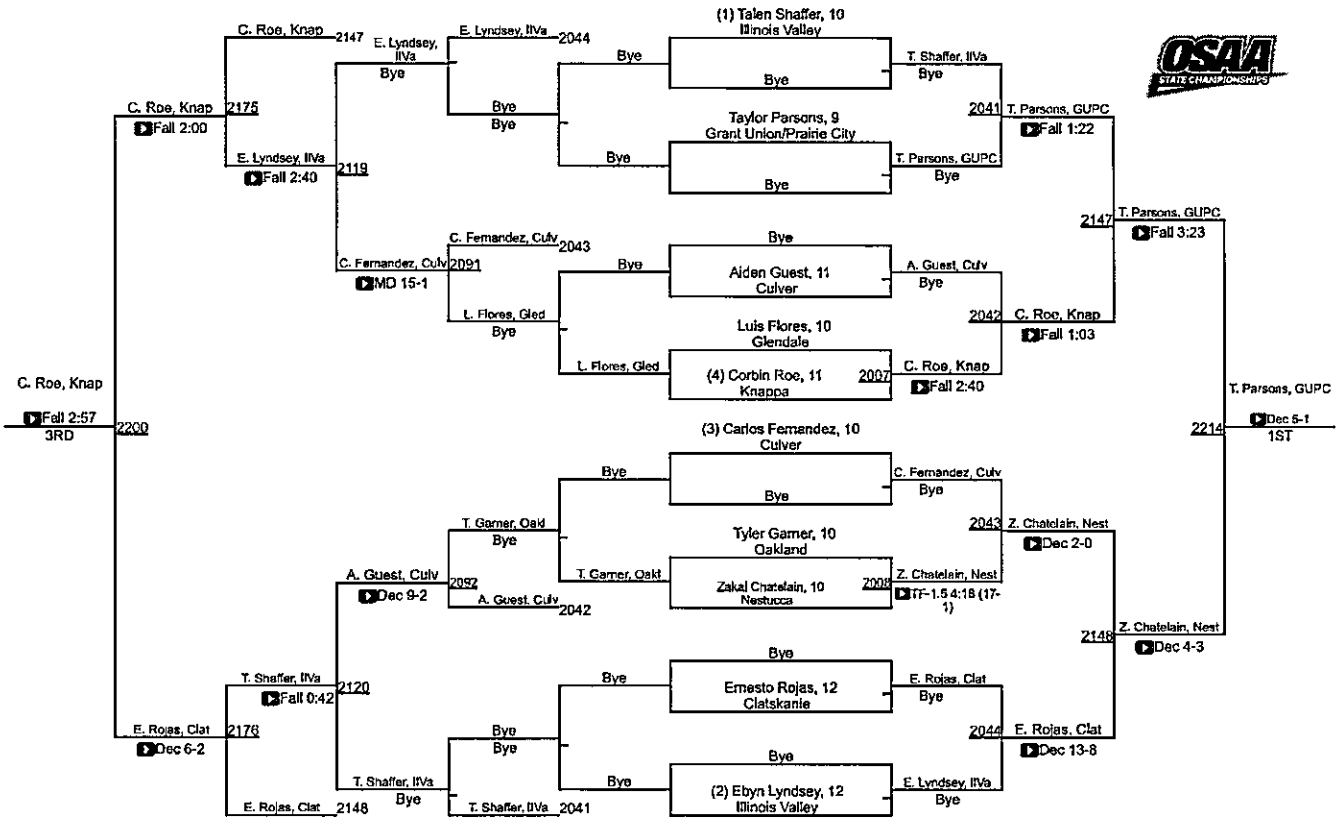 OSAA
STATE CHAMPIONSHIPS
C. Roe, Knap
2147
E. Lyndsey, IlVa
Bye
E. Lyndsey, IlVa 2044
Bye
Bye
C. Roe, Knap 2175
Fall 2:00
E. Lyndsey, IlVa
Fall 2:40
2119
C. Fernandez, Culv
2043
C. Fernandez, Culv 2091
MD 15-1
L. Flores, Gled
Bye
C. Roe, Knap
Fall 2:57
3RD
2200
T. Garner, Oakl
Bye
A. Guest, Culv 2092
Dec 9-2
A. Guest, Culv
2042
T. Shaffer, IlVa
Fall 0:42
2120
E. Rojas, Clat 2176
Dec 6-2
Bye
Bye
T. Shaffer, IlVa
Bye
T. Shaffer, IlVa 2041
E. Rojas, Clat 2148
Bye
(1) Talen Shaffer, 10
Illinois Valley
Bye
T. Shaffer, IlVa
Bye
Bye
Taylor Parsons, 9
Grant Union/Prairie City
Bye
T. Parsons, GUPC
Bye
2041
T. Parsons, GUPC
Fall 1:22
Bye
Bye
Aiden Guest, 11
Culver
A. Guest, Culv
Bye
L. Flores, Gled
Luis Flores, 10
Glendale
(4) Corbin Roe, 11
Knappa
2007
C. Roe, Knap
Fall 2:40
2042
C. Roe, Knap
Fall 1:03
2147
T. Parsons, GUPC
Fall 3:23
Bye
(3) Carlos Fernandez, 10
Culver
Bye
C. Fernandez, Culv
Bye
T. Garner, Oakl
Tyler Garner, 10
Oakland
Zakai Chatelain, 10
Nestucca
2008
Z. Chatelain, Nest
TF-1.5 4:18 (17-
1)
2043
Z. Chatelain, Nest
Dec 2-0
Bye
Bye
Ernesto Rojas, 12
Clatskanie
E. Rojas, Clat
Bye
Bye
(2) Ebyn Lyndsey, 12
Illinois Valley
E. Lyndsey, IlVa
Bye
2044
E. Rojas, Clat
Dec 13-8
2148
Z. Chatelain, Nest
Dec 4-3
2214
T. Parsons, GUPC
Dec 5-1
1ST